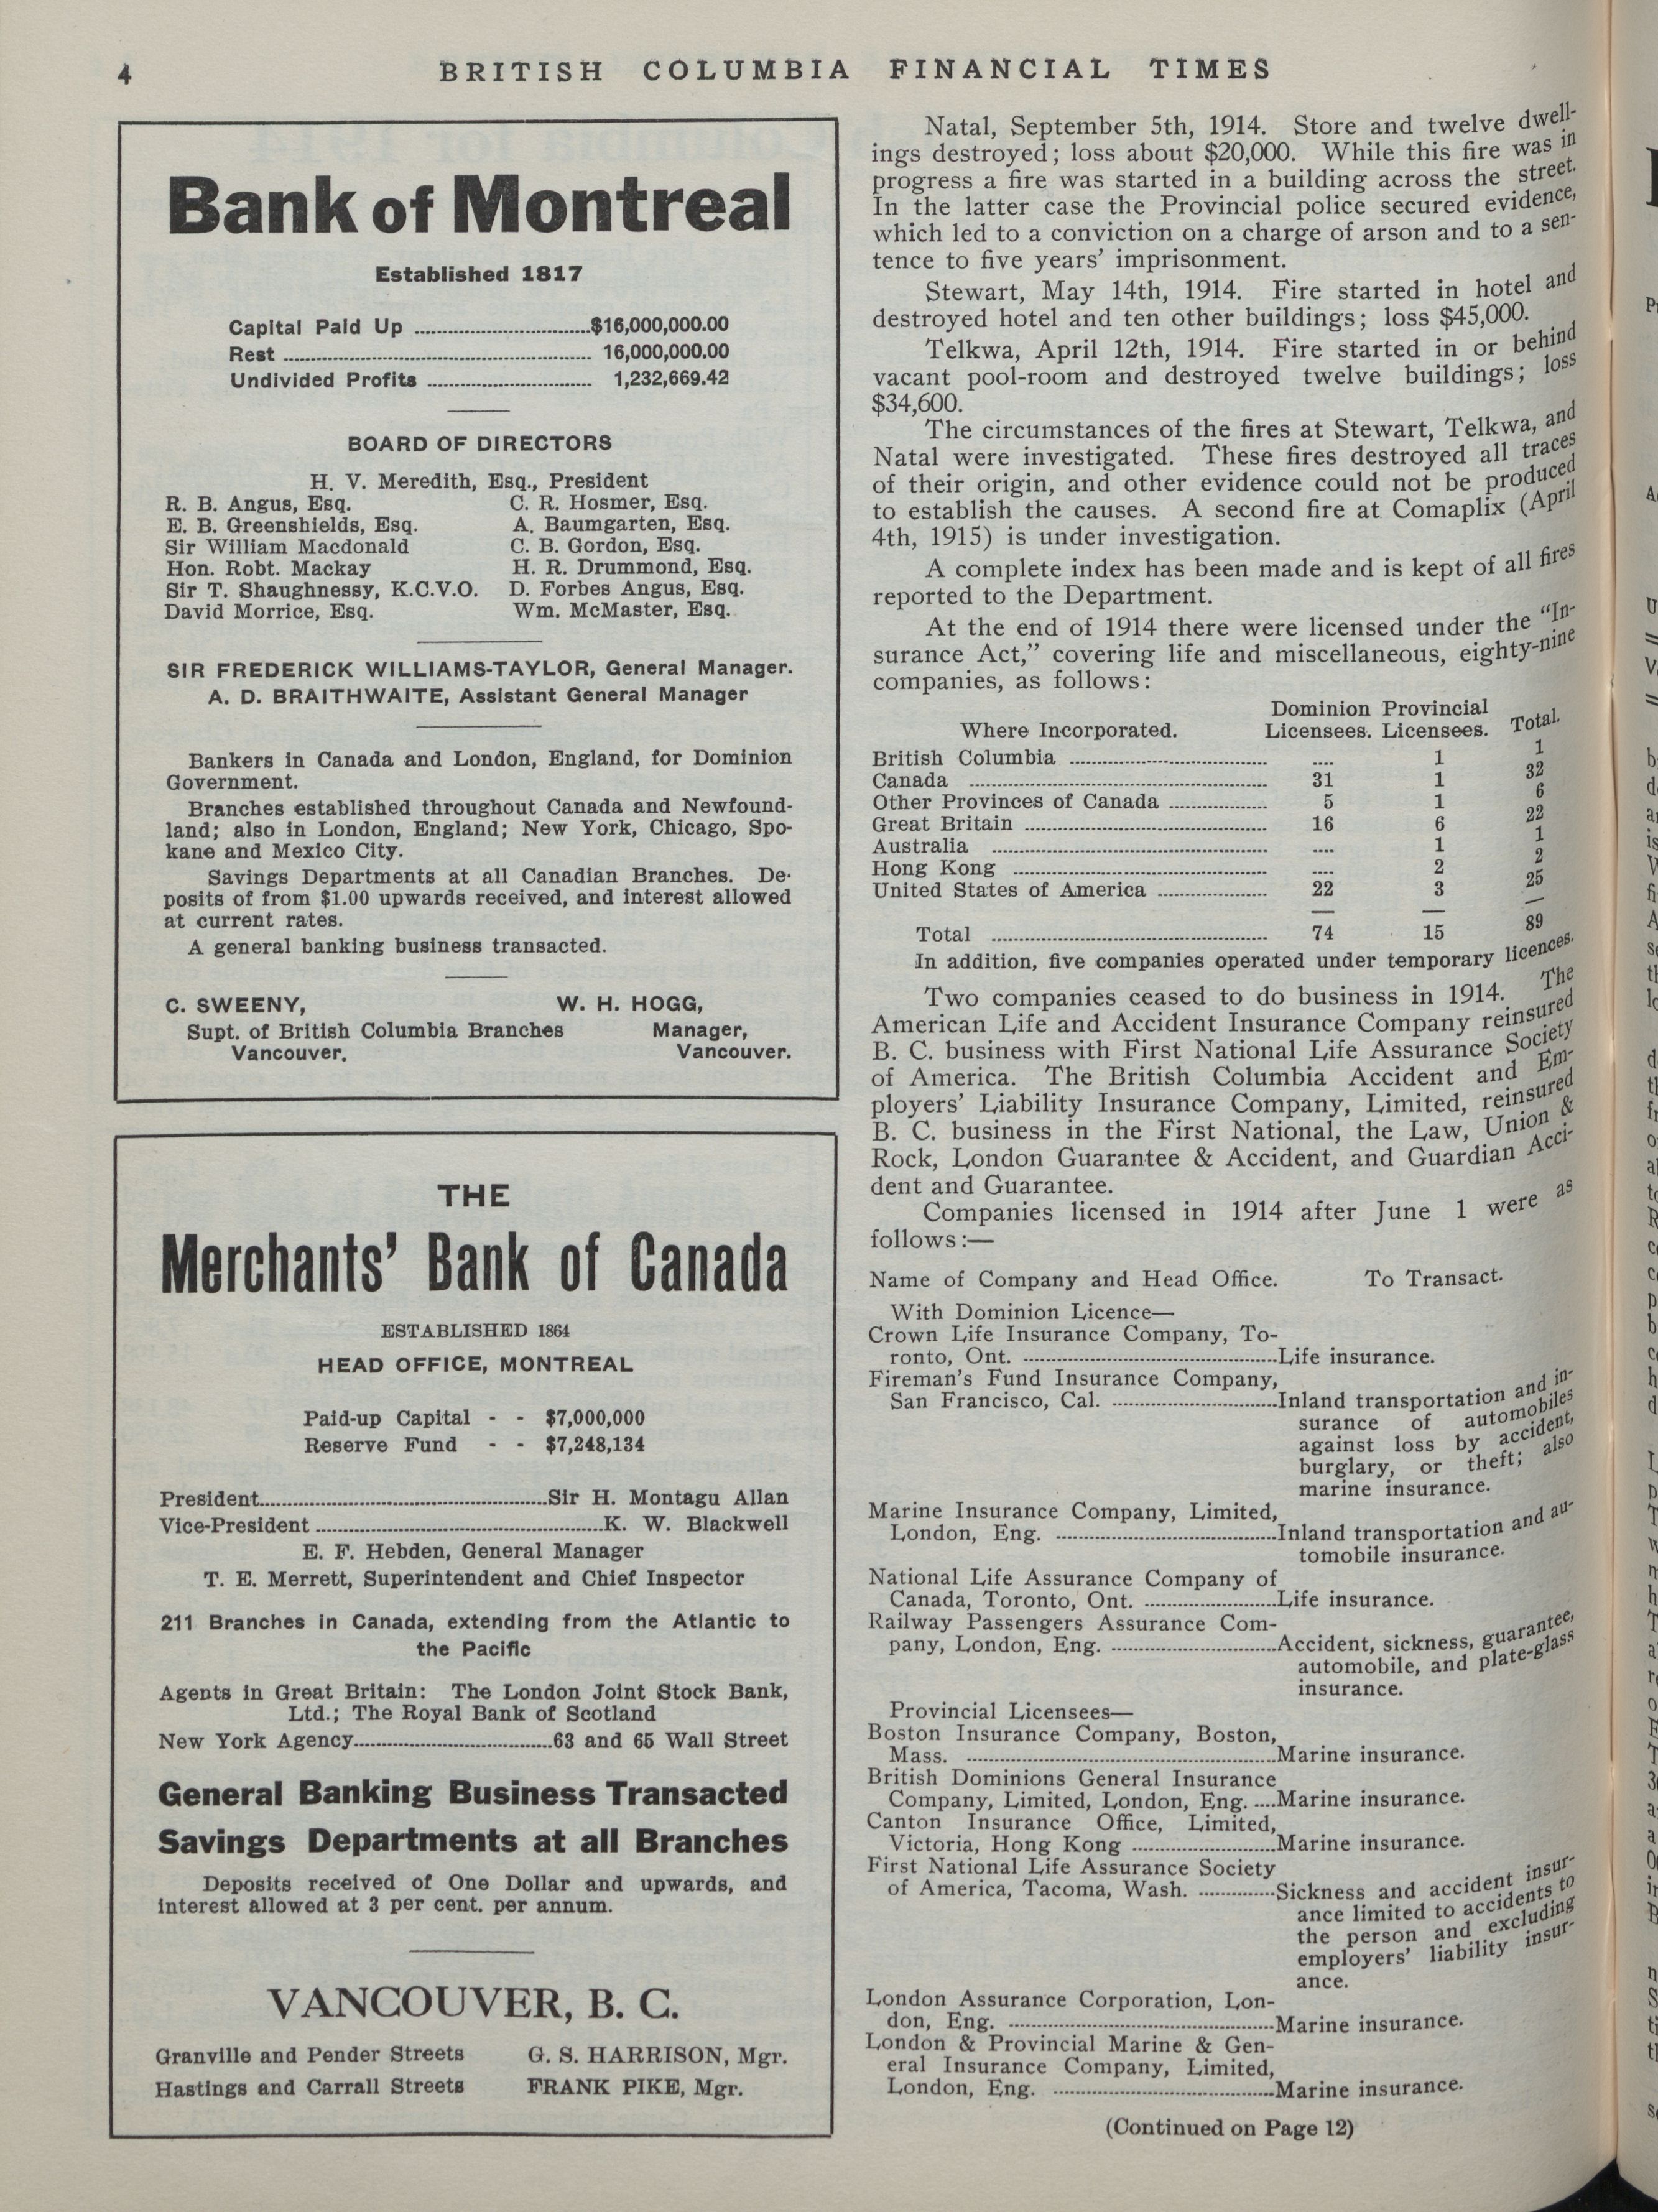 4
BRITISH COLUMBIA FINANCIAL TIMES
Bank of Montreal
Established 1817
Capital Paid Up ........ $16,000,000.00
Rest ........ 16,000,000.00
Undivided Profits ........ 1,232,669.42
BOARD OF DIRECTORS
H. V. Meredith, Esq., President
R. B. Angus, Esq. C. R. Hosmer, Esq.
E. B. Greenshields, Esq. A. Baumgarten, Esq.
Sir William Macdonald C. B. Gordon, Esq.
Hon. Robt. Mackay H. R. Drummond, Esq.
Sir T. Shaughnessy, K.C.V.O. D. Forbes Angus, Esq.
David Morrice, Esq. Wm. McMaster, Esq.
SIR FREDERICK WILLIAMS-TAYLOR, General Manager.
A. D. BRAITHWAITE, Assistant General Manager
Bankers in Canada and London, England, for Dominion
Government.
Branches established throughout Canada and Newfound-
land; also in London, England; New York, Chicago, Spo-
kane and Mexico City.
Savings Departments at all Canadian Branches. De-
posits of from $1.00 upwards received, and interest allowed
at current rates.
A general banking business transacted.
C. SWEENY, W. H. HOGG,
Supt. of British Columbia Branches Manager,
Vancouver. Vancouver.
THE
Merchants' Bank of Canada
ESTABLISHED 1864
HEAD OFFICE, MONTREAL
Paid-up Capital - - $7,000,000
Reserve Fund - - $7,248,134
President........Sir H. Montagu Allan
Vice-President ........K. W. Blackwell
E. F. Hebden, General Manager
T. E. Merrett, Superintendent and Chief Inspector
211 Branches in Canada, extending from the Atlantic to
the Pacific
Agents in Great Britain: The London Joint Stock Bank,
Ltd.; The Royal Bank of Scotland
New York Agency........63 and 65 Wall Street
General Banking Business Transacted
Savings Departments at all Branches
Deposits received of One Dollar and upwards, and
interest allowed at 3 per cent. per annum.
VANCOUVER, B. C.
Granville and Pender Streets G. S. HARRISON, Mgr.
Hastings and Carrall Streets FRANK PIKE, Mgr.
Natal, September 5th, 1914. Store and twelve dwell-
ings destroyed; loss about $20,000. While this fire was in
progress a fire was started in a building across the street.
In the latter case the Provincial police secured evidence,
which led to a conviction on a charge of arson and to a sen-
tence to five years' imprisonment.
Stewart, May 14th, 1914. Fire started in hotel and
destroyed hotel and ten other buildings; loss $45,000.
Telkwa, April 12th, 1914. Fire started in or behind
vacant pool-room and destroyed twelve buildings; loss
$34,600.
The circumstances of the fires at Stewart, Telkwa, and
Natal were investigated. These fires destroyed all traces
of their origin, and other evidence could not be produced
to establish the causes. A second fire at Comaplix (April
4th, 1915) is under investigation.
A complete index has been made and is kept of all fires
reported to the Department.
At the end of 1914 there were licensed under the "In-
surance Act," covering life and miscellaneous, eighty-nine
companies, as follows:
Dominion Provincial
Where Incorporated. Licensees. Licensees. Total.
British Columbia ........ .... 1 1
Canada ........ 31 1 32
Other Provinces of Canada ........ 5 1 6
Great Britain ........ 16 6 22
Australia ........ .... 1 1
Hong Kong ........ .... 2 2
United States of America ........ 22 3 25
Total ........ 74 15 89
In addition, five companies operated under temporary licences.
Two companies ceased to do business in 1914. The
American Life and Accident Insurance Company reinsured
B. C. business with First National Life Assurance Society
of America. The British Columbia Accident and Em-
ployers' Liability Insurance Company, Limited, reinsured
B. C. business in the First National, the Law, Union &
Rock, London Guarantee & Accident, and Guardian Acci-
dent and Guarantee.
Companies licensed in 1914 after June 1 were as
follows:—
Name of Company and Head Office. To Transact.
With Dominion Licence—
Crown Life Insurance Company, To-
ronto, Ont. ........Life insurance.
Fireman's Fund Insurance Company,
San Francisco, Cal. ........Inland transportation and in-
surance of automobiles
against loss by accident,
burglary, or theft; also
marine insurance.
Marine Insurance Company, Limited,
London, Eng. ........Inland transportation and au-
tomobile insurance.
National Life Assurance Company of
Canada, Toronto, Ont. ........Life insurance.
Railway Passengers Assurance Com-
pany, London, Eng. ........Accident, sickness, guarantee,
automobile, and plate-glass
insurance.
Provincial Licensees—
Boston Insurance Company, Boston,
Mass. ........Marine insurance.
British Dominions General Insurance
Company, Limited, London, Eng. ....Marine insurance.
Canton Insurance Office, Limited,
Victoria, Hong Kong ........Marine insurance.
First National Life Assurance Society
of America, Tacoma, Wash. ........Sickness and accident insur-
ance limited to accidents to
the person and excluding
employers' liability insur-
ance.
London Assurance Corporation, Lon-
don, Eng. ........Marine insurance.
London & Provincial Marine & Gen-
eral Insurance Company, Limited,
London, Eng. ........Marine insurance.
(Continued on Page 12)